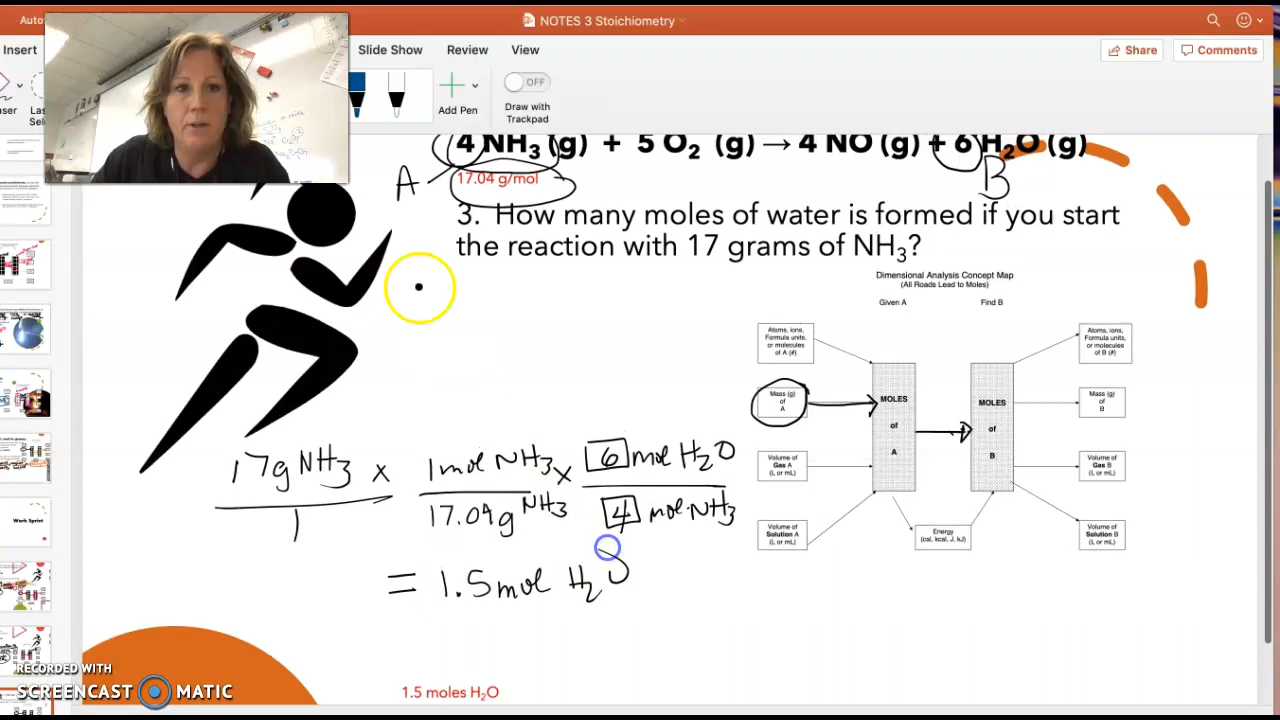 NOTES 3 Stoichiometry
Insert
Slide Show Review View
Share Comments
Add Pen
OFF
Draw with
Trackpad
4 NH₃ (g) + 5 O₂ (g) → 4 NO (g) + 6 H₂O (g)
A
17.04 g/mol
B
3. How many moles of water is formed if you start
the reaction with 17 grams of NH₃?
Dimensional Analysis Concept Map
(All Roads Lead to Moles)
Given A Find B
Atoms, ions,
Formula units,
or molecules
of A (#)
Mass (g)
of
A
Volume of
Gas A
(L or mL)
Volume of
Solution A
(L or mL)
MOLES
of
A
Energy
(cal, kcal, J, kJ)
MOLES
of
B
Atoms, ions,
Formula units,
or molecules
of B (#)
Mass (g)
of
B
Volume of
Gas B
(L or mL)
Volume of
Solution B
(L or mL)
17g NH3 x 1mol NH3 x 6 mol H2O
1 17.04g NH3 4 mol NH3
= 1.5mol H2O
Work Sprint
1.5 moles H₂O
RECORDED WITH
SCREENCAST MATIC